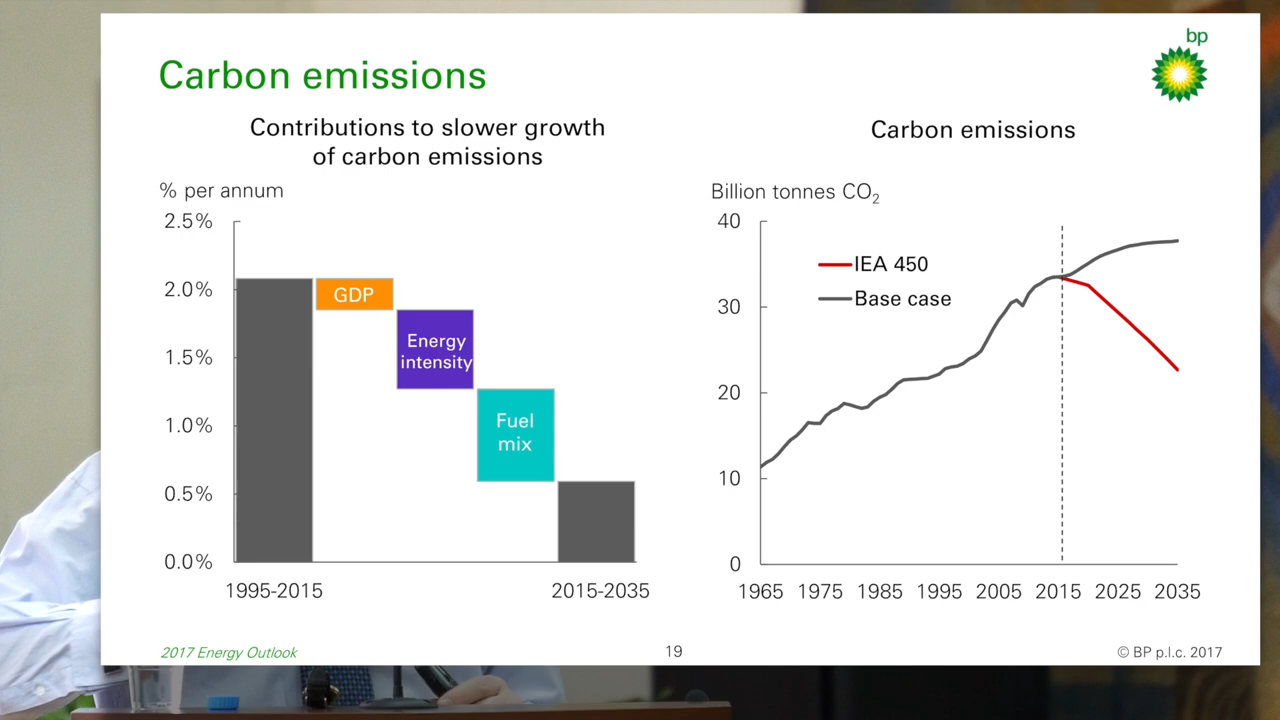 bp
Carbon emissions
Contributions to slower growth
of carbon emissions
% per annum
2.5%
2.0%
1.5%
1.0%
0.5%
0.0%
GDP
Energy
intensity
Fuel
mix
1995-2015
2015-2035
Carbon emissions
Billion tonnes CO₂
40
30
20
10
0
IEA 450
Base case
1965 1975 1985 1995 2005 2015 2025 2035
2017 Energy Outlook
19
© BP p.l.c. 2017